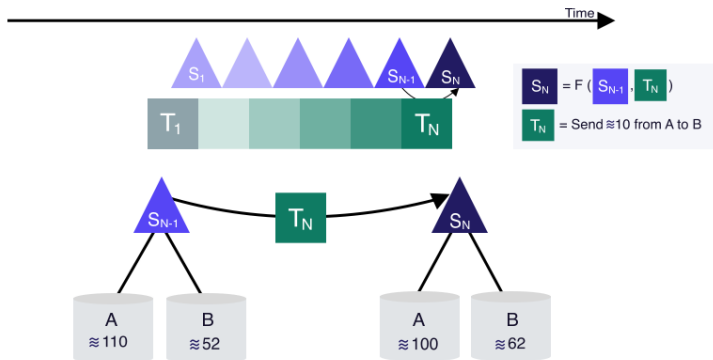 Time
S₁ Sₙ₋₁ Sₙ
T₁ Tₙ
Sₙ = F ( Sₙ₋₁ , Tₙ )
Tₙ = Send ≋10 from A to B
Sₙ₋₁ Tₙ Sₙ
A B A B
≋110 ≋52 ≋100 ≋62